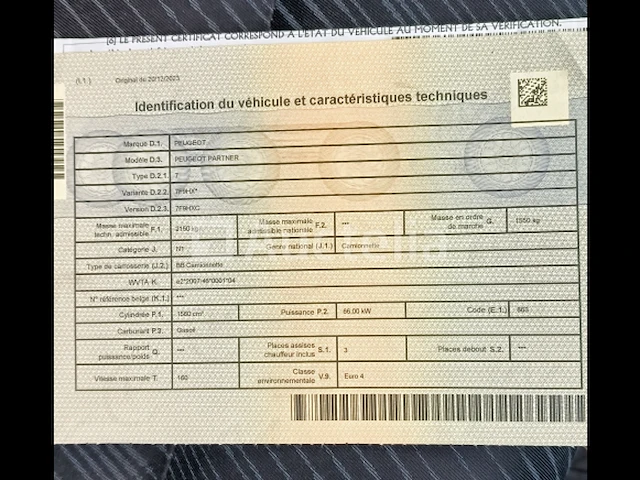 [6] LE PRÉSENT CERTIFICAT CORRESPOND À L'ÉTAT DU VÉHICULE AU MOMENT DE SA VÉRIFICATION.
(I.1.) Original du 20/12/2023
Identification du véhicule et caractéristiques techniques
Marque D.1. PEUGEOT
Modèle D.3. PEUGEOT PARTNER
Type D.2.1. 7
Variante D.2.2. 7F9HX*
Version D.2.3. 7F9HXC
Masse maximale techn. admissible F.1. 2150 kg Masse maximale admissible nationale F.2. --- Masse en ordre de marche G. 1550 kg
Catégorie J. N1 Genre national (J.1.) Camionnette
Type de carrosserie (J.2.) BB Camionnette
WVTA K. e2*2007/46*0001*04
N° référence belge (K.1.) ---
Cylindrée P.1. 1560 cm³ Puissance P.2. 66,00 kW Code (E.1.)
Carburant P.3. Gasoil
Rapport puissance/poids Q. --- Places assises chauffeur inclus S.1. 3 Places debout S.2. ---
Vitesse maximale T. 160 Classe environnementale V.9. Euro 4